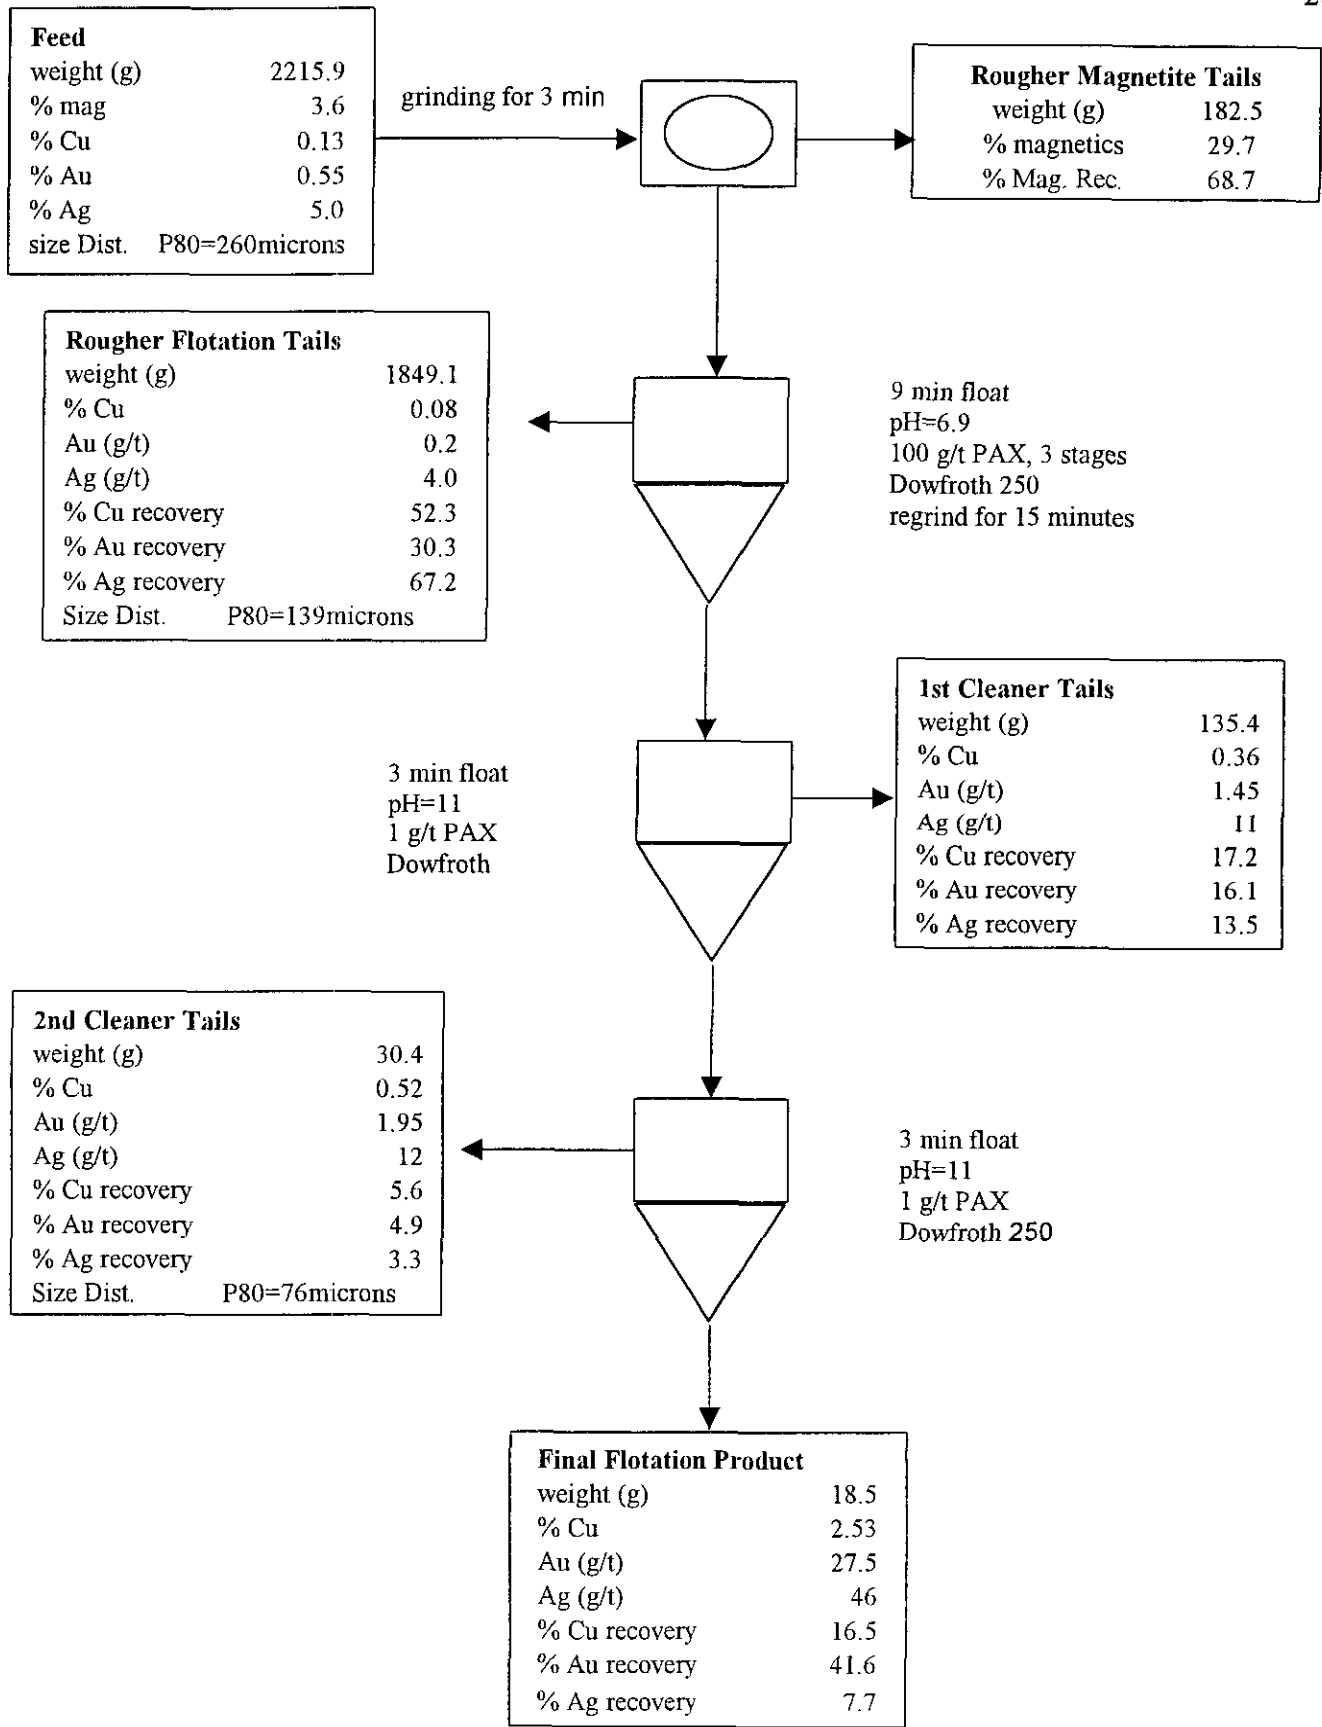 2
Feed
weight (g) 2215.9
% mag 3.6
% Cu 0.13
% Au 0.55
% Ag 5.0
size Dist. P80=260microns
grinding for 3 min
Rougher Magnetite Tails
weight (g) 182.5
% magnetics 29.7
% Mag. Rec. 68.7
Rougher Flotation Tails
weight (g) 1849.1
% Cu 0.08
Au (g/t) 0.2
Ag (g/t) 4.0
% Cu recovery 52.3
% Au recovery 30.3
% Ag recovery 67.2
Size Dist. P80=139microns
9 min float
pH=6.9
100 g/t PAX, 3 stages
Dowfroth 250
regrind for 15 minutes
1st Cleaner Tails
weight (g) 135.4
% Cu 0.36
Au (g/t) 1.45
Ag (g/t) 11
% Cu recovery 17.2
% Au recovery 16.1
% Ag recovery 13.5
3 min float
pH=11
1 g/t PAX
Dowfroth
2nd Cleaner Tails
weight (g) 30.4
% Cu 0.52
Au (g/t) 1.95
Ag (g/t) 12
% Cu recovery 5.6
% Au recovery 4.9
% Ag recovery 3.3
Size Dist. P80=76microns
3 min float
pH=11
1 g/t PAX
Dowfroth 250
Final Flotation Product
weight (g) 18.5
% Cu 2.53
Au (g/t) 27.5
Ag (g/t) 46
% Cu recovery 16.5
% Au recovery 41.6
% Ag recovery 7.7